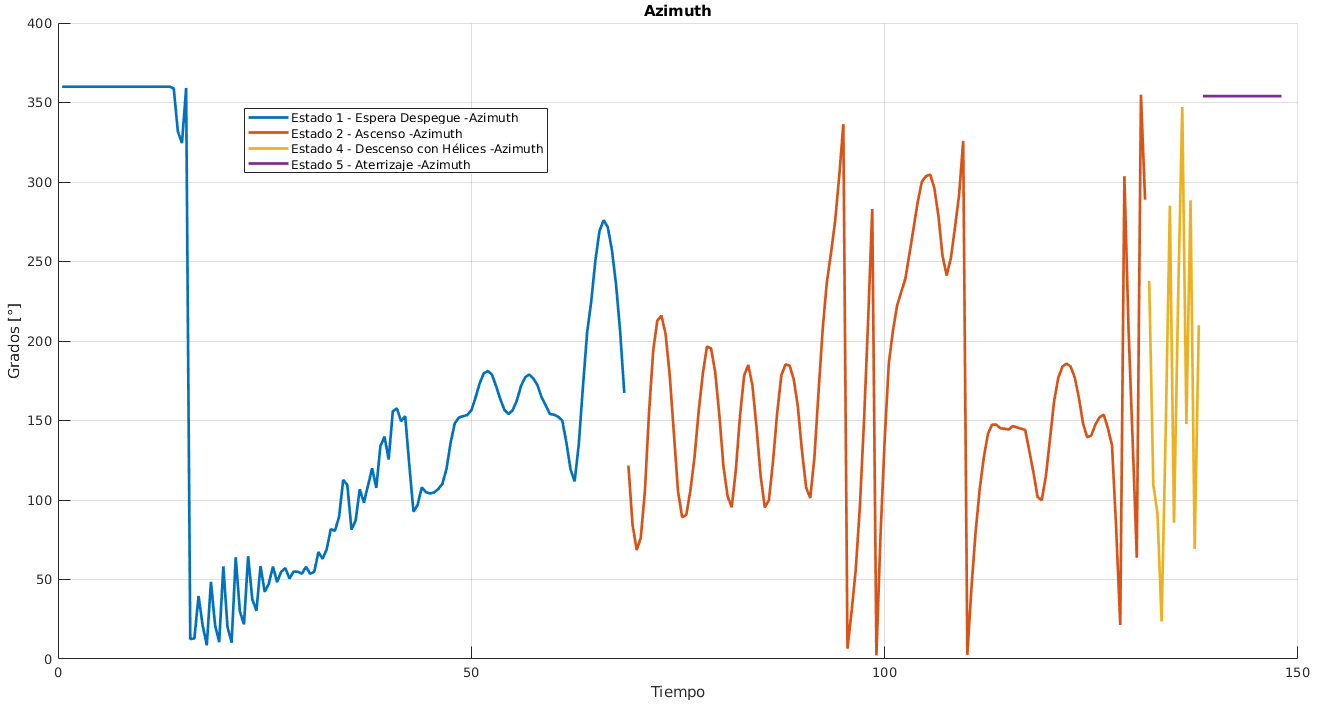 Azimuth
400
350
300
250
200
150
100
50
0
Grados [°]
Estado 1 - Espera Despegue -Azimuth
Estado 2 - Ascenso -Azimuth
Estado 4 - Descenso con Hélices -Azimuth
Estado 5 - Aterrizaje -Azimuth
0
50
100
150
Tiempo